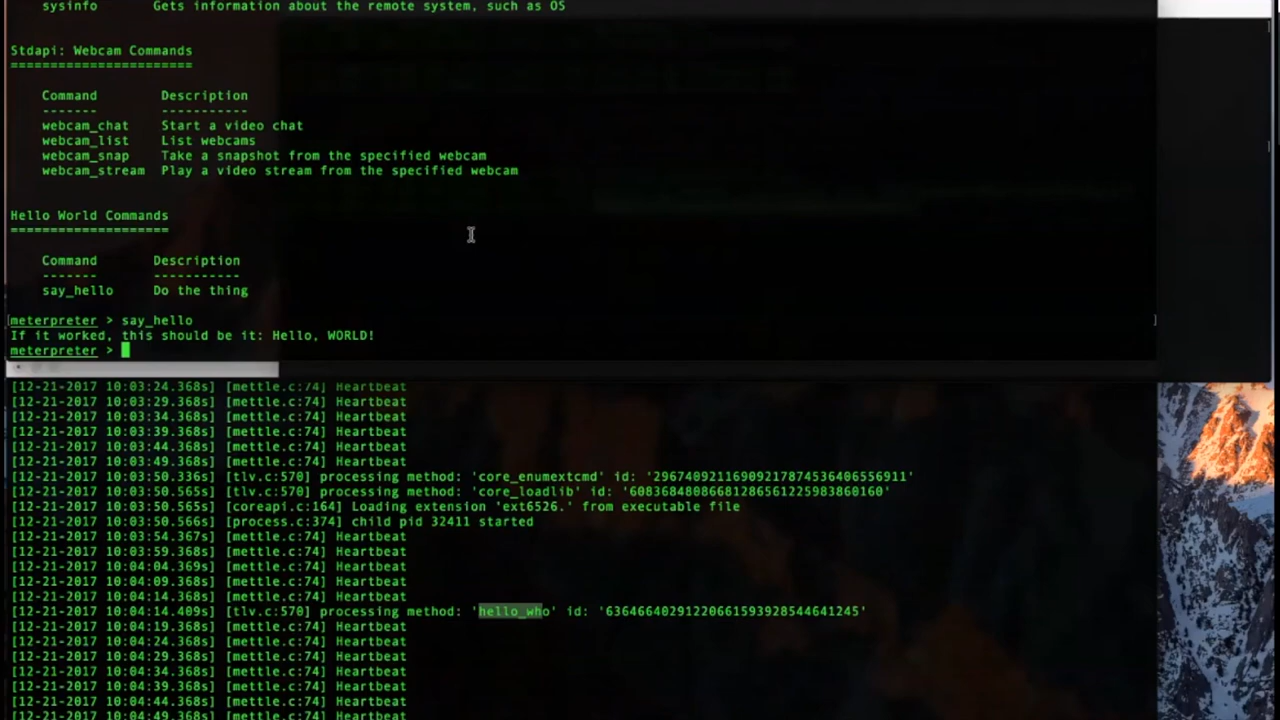 sysinfo Gets information about the remote system, such as OS
Stdapi: Webcam Commands
=======================
Command Description
------- -----------
webcam_chat Start a video chat
webcam_list List webcams
webcam_snap Take a snapshot from the specified webcam
webcam_stream Play a video stream from the specified webcam
Hello World Commands
====================
Command Description
------- -----------
say_hello Do the thing
meterpreter > say_hello
If it worked, this should be it: Hello, WORLD!
meterpreter >
[12-21-2017 10:03:24.368s] [mettle.c:74] Heartbeat
[12-21-2017 10:03:29.368s] [mettle.c:74] Heartbeat
[12-21-2017 10:03:34.368s] [mettle.c:74] Heartbeat
[12-21-2017 10:03:39.368s] [mettle.c:74] Heartbeat
[12-21-2017 10:03:44.368s] [mettle.c:74] Heartbeat
[12-21-2017 10:03:49.368s] [mettle.c:74] Heartbeat
[12-21-2017 10:03:50.336s] [tlv.c:570] processing method: 'core_enumextcmd' id: '29674092116909217874536406556911'
[12-21-2017 10:03:50.565s] [tlv.c:570] processing method: 'core_loadlib' id: '60836848086681286561225983860160'
[12-21-2017 10:03:50.565s] [coreapi.c:164] Loading extension 'ext6526.' from executable file
[12-21-2017 10:03:50.566s] [process.c:374] child pid 32411 started
[12-21-2017 10:03:54.367s] [mettle.c:74] Heartbeat
[12-21-2017 10:03:59.368s] [mettle.c:74] Heartbeat
[12-21-2017 10:04:04.369s] [mettle.c:74] Heartbeat
[12-21-2017 10:04:09.368s] [mettle.c:74] Heartbeat
[12-21-2017 10:04:14.368s] [mettle.c:74] Heartbeat
[12-21-2017 10:04:14.409s] [tlv.c:570] processing method: 'hello_who' id: '63646640291220661593928544641245'
[12-21-2017 10:04:19.368s] [mettle.c:74] Heartbeat
[12-21-2017 10:04:24.368s] [mettle.c:74] Heartbeat
[12-21-2017 10:04:29.368s] [mettle.c:74] Heartbeat
[12-21-2017 10:04:34.368s] [mettle.c:74] Heartbeat
[12-21-2017 10:04:39.368s] [mettle.c:74] Heartbeat
[12-21-2017 10:04:44.368s] [mettle.c:74] Heartbeat
[12-21-2017 10:04:49.368s] [mettle.c:74] Heartbeat